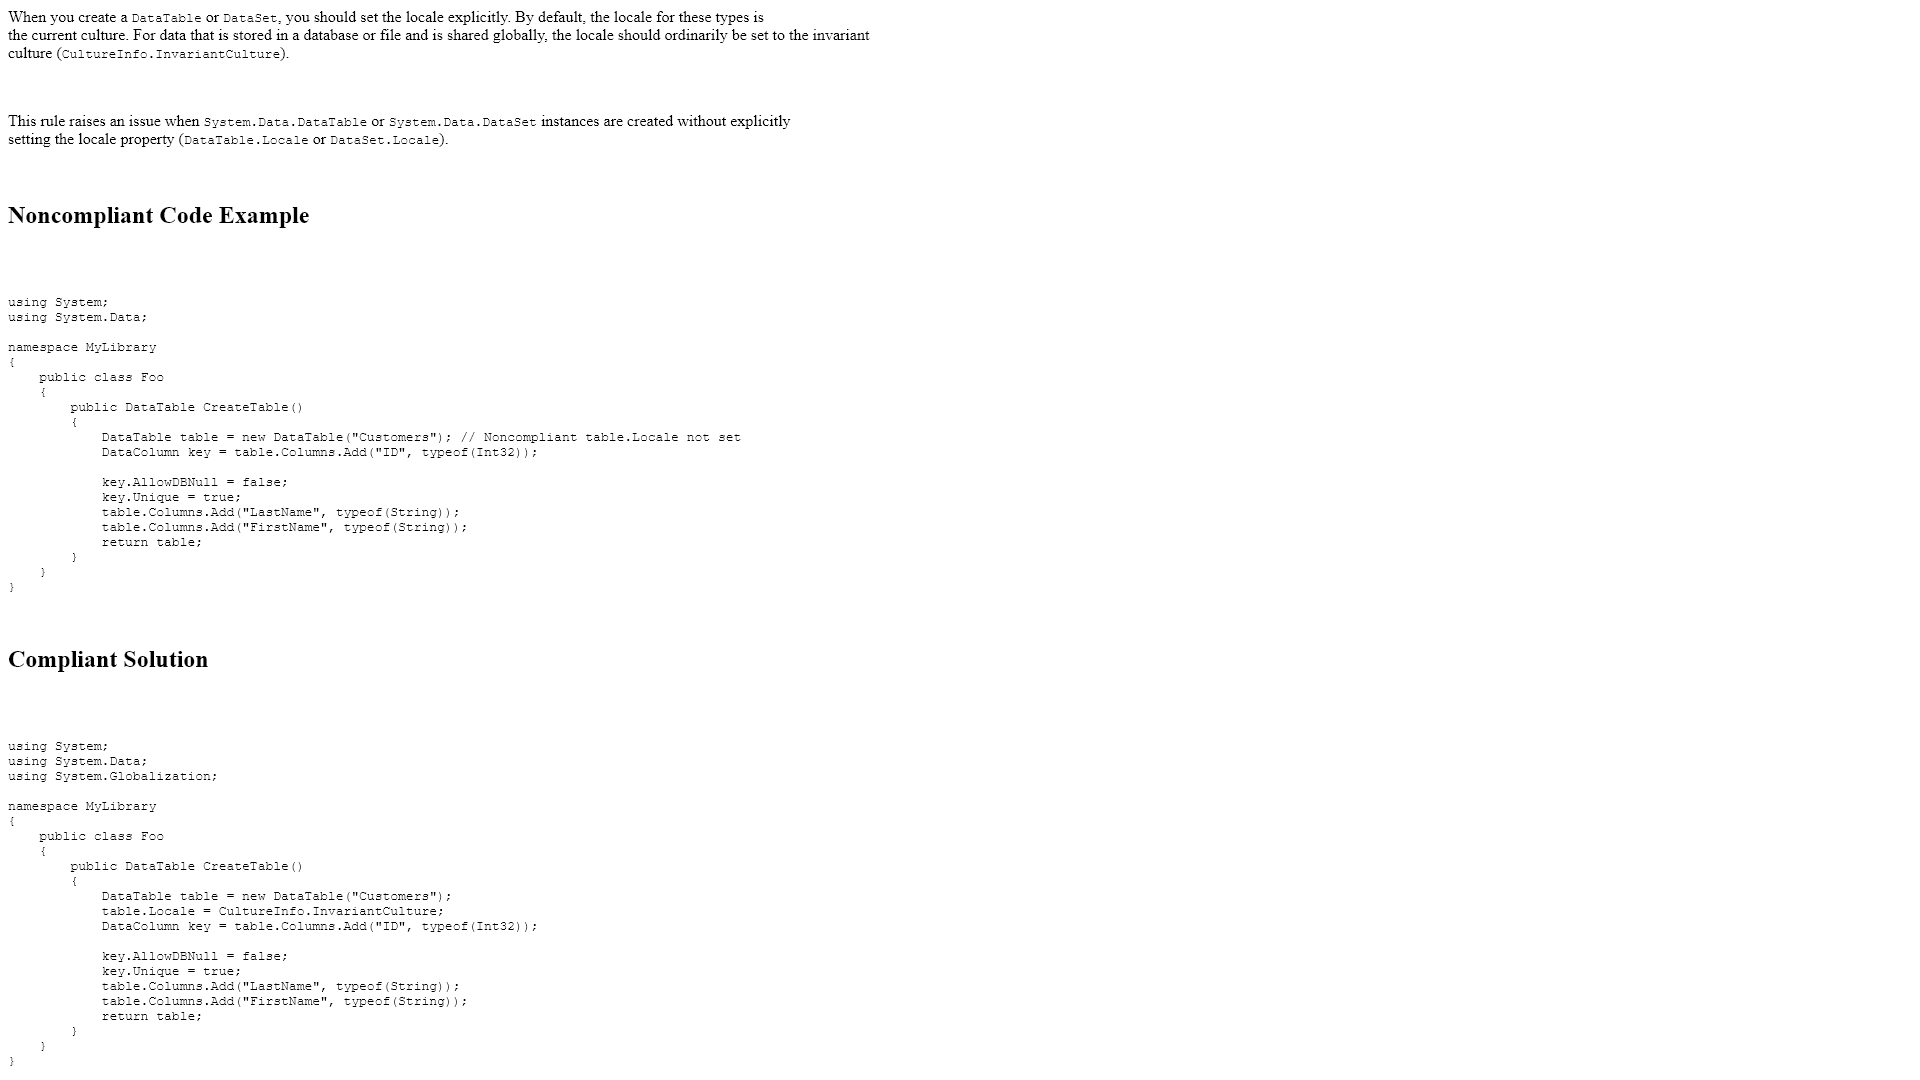 When you create a DataTable or DataSet, you should set the locale explicitly. By default, the locale for these types is
the current culture. For data that is stored in a database or file and is shared globally, the locale should ordinarily be set to the invariant
culture (CultureInfo.InvariantCulture).
This rule raises an issue when System.Data.DataTable or System.Data.DataSet instances are created without explicitly
setting the locale property (DataTable.Locale or DataSet.Locale).
Noncompliant Code Example
using System;
using System.Data;
namespace MyLibrary
{
    public class Foo
    {
        public DataTable CreateTable()
        {
            DataTable table = new DataTable("Customers"); // Noncompliant table.Locale not set
            DataColumn key = table.Columns.Add("ID", typeof(Int32));
            key.AllowDBNull = false;
            key.Unique = true;
            table.Columns.Add("LastName", typeof(String));
            table.Columns.Add("FirstName", typeof(String));
            return table;
        }
    }
}
Compliant Solution
using System;
using System.Data;
using System.Globalization;
namespace MyLibrary
{
    public class Foo
    {
        public DataTable CreateTable()
        {
            DataTable table = new DataTable("Customers");
            table.Locale = CultureInfo.InvariantCulture;
            DataColumn key = table.Columns.Add("ID", typeof(Int32));
            key.AllowDBNull = false;
            key.Unique = true;
            table.Columns.Add("LastName", typeof(String));
            table.Columns.Add("FirstName", typeof(String));
            return table;
        }
    }
}